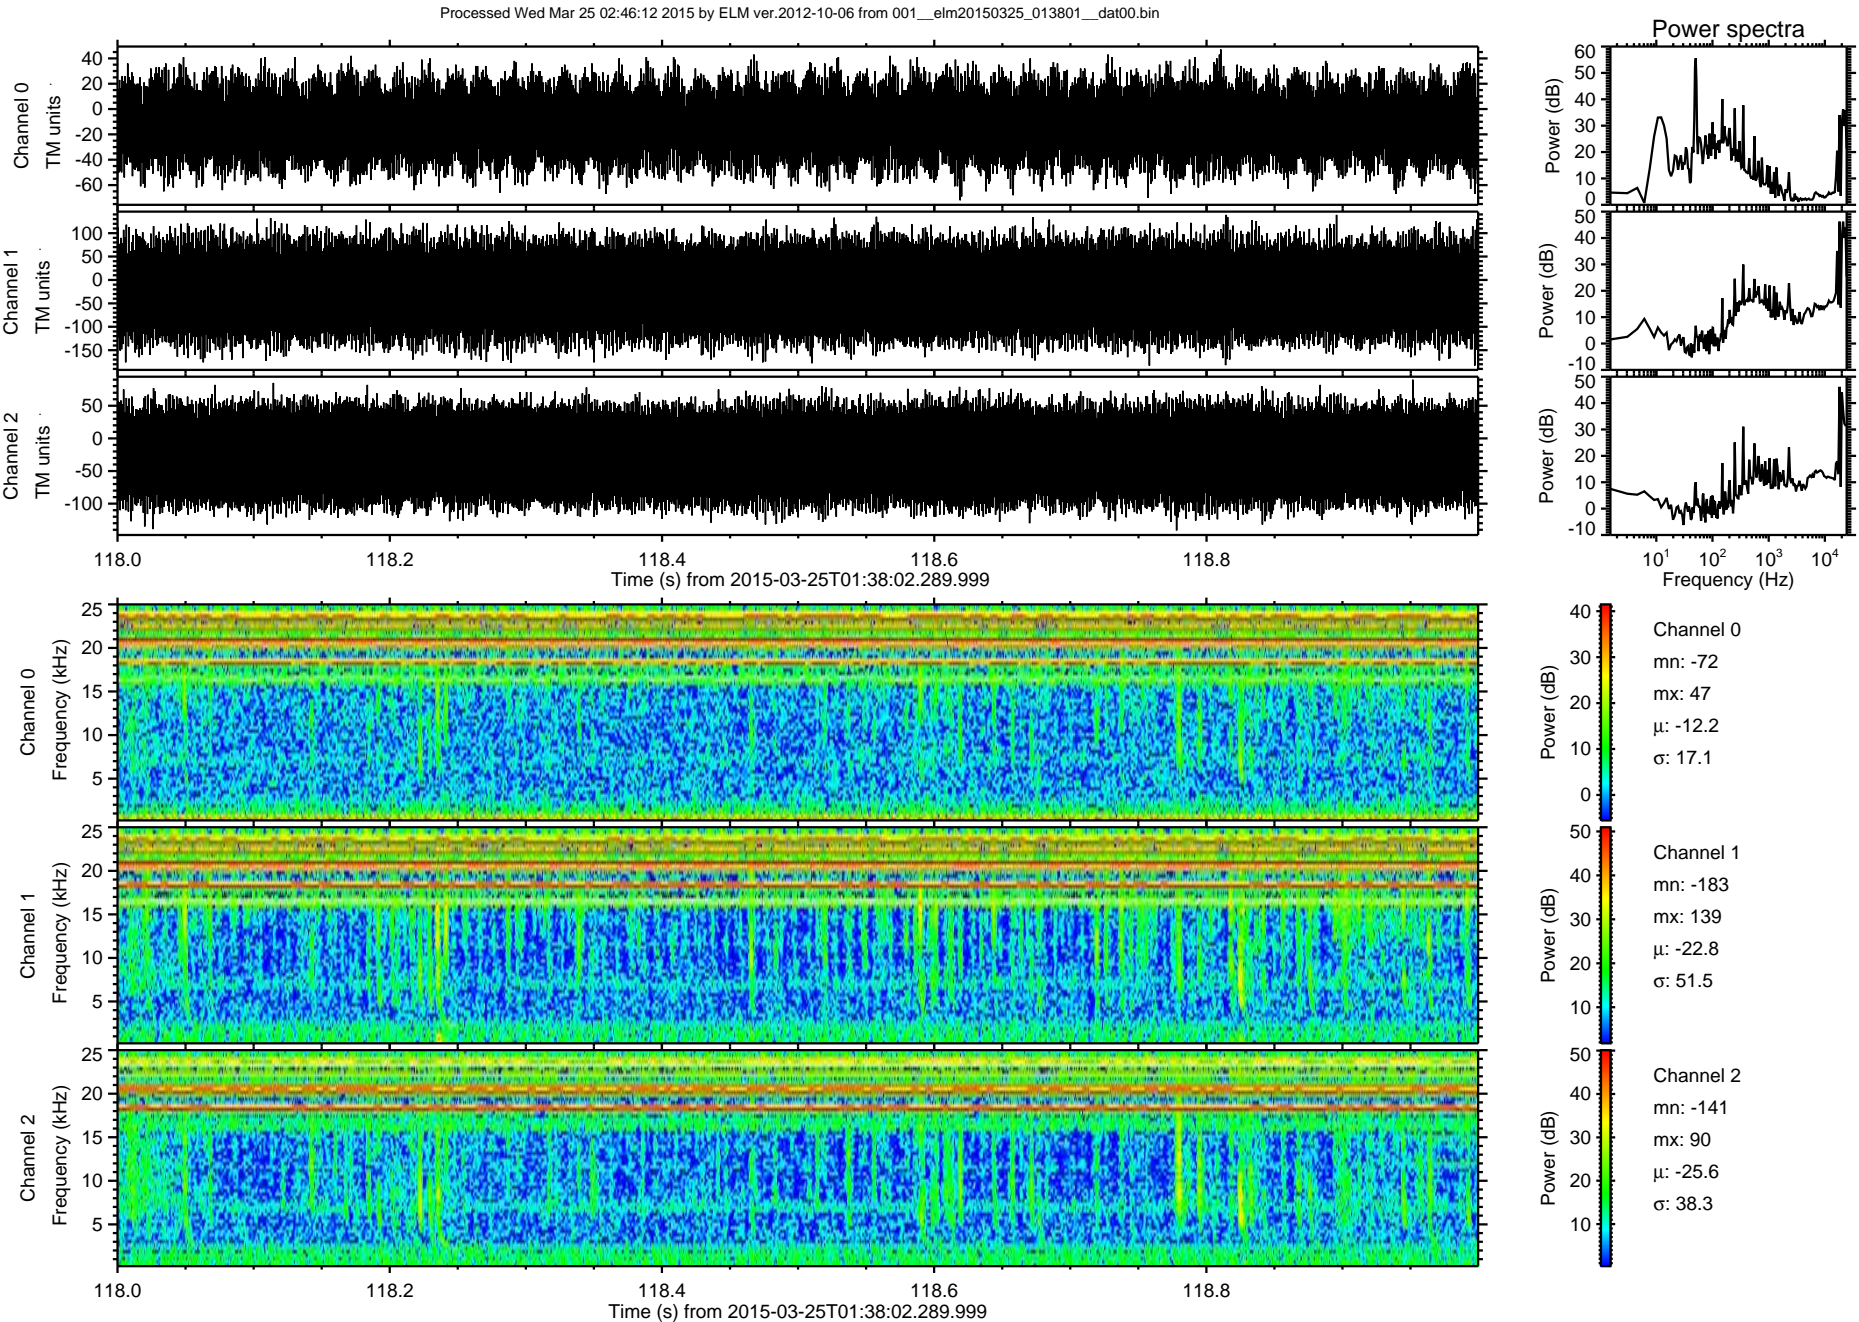 Processed Wed Mar 25 02:46:12 2015 by ELM ver.2012-10-06 from 001__elm20150325_013801__dat00.bin
Power spectra
Channel 0
TM units
40
20
0
-20
-40
-60
Power (dB)
60
50
40
30
20
10
0
Channel 1
TM units
100
50
0
-50
-100
-150
Power (dB)
50
40
30
20
10
0
-10
Channel 2
TM units
50
0
-50
-100
Power (dB)
50
40
30
20
10
0
-10
118.0 118.2 118.4 118.6 118.8
Time (s) from 2015-03-25T01:38:02.289.999
10^1 10^2 10^3 10^4
Frequency (Hz)
Channel 0
Frequency (kHz)
25
20
15
10
5
Power (dB)
40
30
20
10
0
Channel 0
mn: -72
mx: 47
μ: -12.2
σ: 17.1
Channel 1
Frequency (kHz)
25
20
15
10
5
Power (dB)
50
40
30
20
10
Channel 1
mn: -183
mx: 139
μ: -22.8
σ: 51.5
Channel 2
Frequency (kHz)
25
20
15
10
5
Power (dB)
50
40
30
20
10
Channel 2
mn: -141
mx: 90
μ: -25.6
σ: 38.3
118.0 118.2 118.4 118.6 118.8
Time (s) from 2015-03-25T01:38:02.289.999